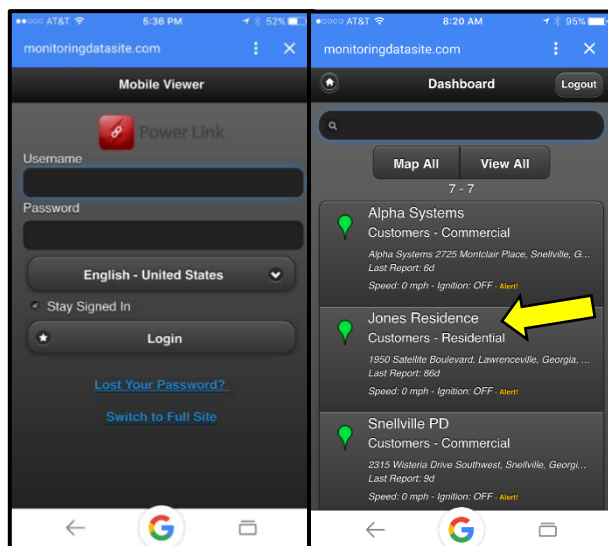 AT&T 5:36 PM 52%
monitoringdatasite.com
Mobile Viewer
Power Link
Username
Password
English - United States
Stay Signed In
Login
Lost Your Password?
Switch to Full Site
G
AT&T 8:20 AM 95%
monitoringdatasite.com
Dashboard Logout
Map All View All
7 - 7
Alpha Systems
Customers - Commercial
Alpha Systems 2725 Montclair Place, Snellville, G...
Last Report: 6d
Speed: 0 mph - Ignition: OFF - Alert!
Jones Residence
Customers - Residential
1950 Satellite Boulevard, Lawrenceville, Georgia, ...
Last Report: 86d
Speed: 0 mph - Ignition: OFF - Alert!
Snellville PD
Customers - Commercial
2315 Wisteria Drive Southwest, Snellville, Georgi...
Last Report: 9d
Speed: 0 mph - Ignition: OFF - Alert!
G